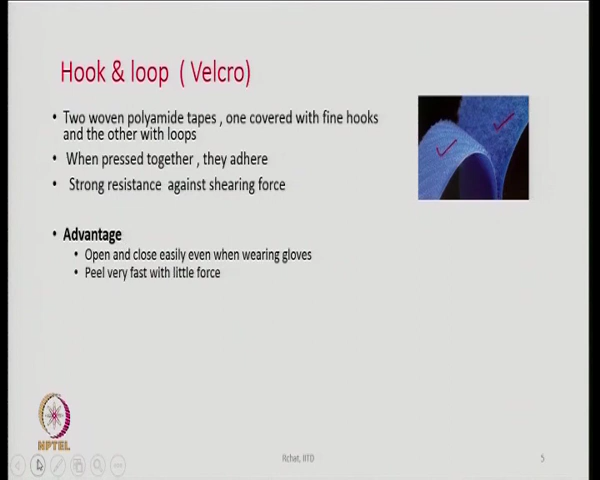 Hook & loop ( Velcro)
• Two woven polyamide tapes , one covered with fine hooks
and the other with loops
• When pressed together , they adhere
• Strong resistance against shearing force
• Advantage
• Open and close easily even when wearing gloves
• Peel very fast with little force
NPTEL
Rchat, IITD
5